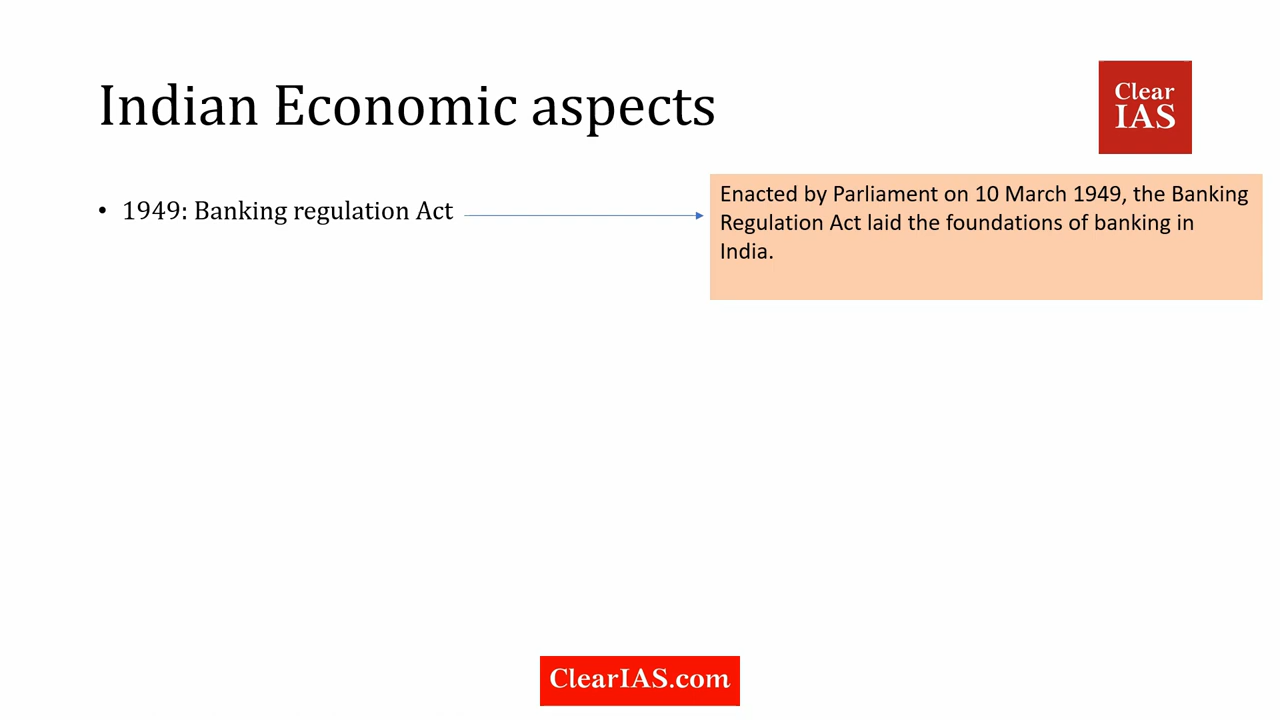 Indian Economic aspects
Clear
IAS
• 1949: Banking regulation Act
Enacted by Parliament on 10 March 1949, the Banking
Regulation Act laid the foundations of banking in
India.
ClearIAS.com